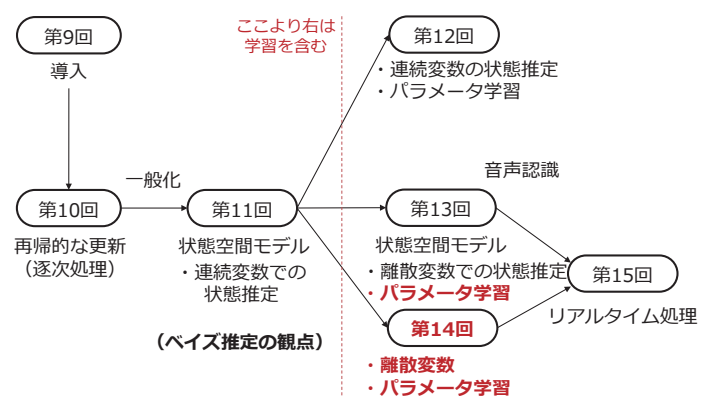 第9回
導入
ここより右は
学習を含む
第12回
・連続変数の状態推定
・パラメータ学習
一般化
音声認識
第10回
再帰的な更新
（逐次処理）
第11回
状態空間モデル
・連続変数での
状態推定
第13回
状態空間モデル
・離散変数での状態推定
・パラメータ学習
第15回
リアルタイム処理
第14回
・離散変数
・パラメータ学習
（ベイズ推定の観点）